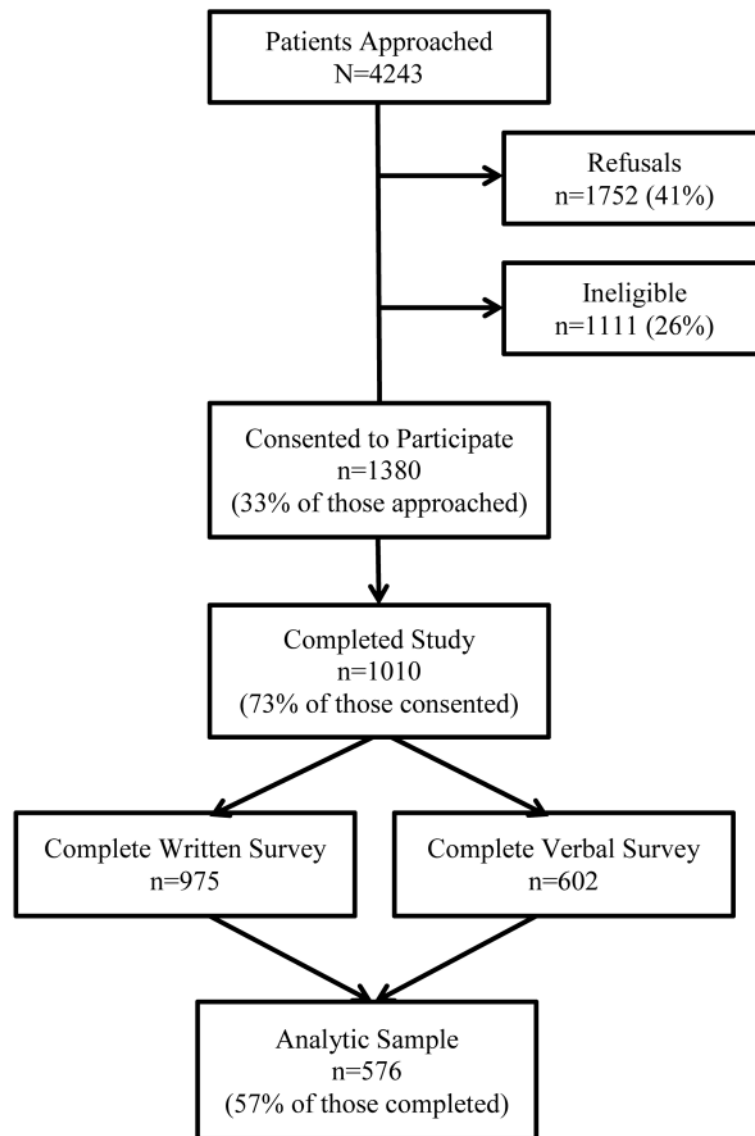 Patients Approached
N=4243
Refusals
n=1752 (41%)
Ineligible
n=1111 (26%)
Consented to Participate
n=1380
(33% of those approached)
Completed Study
n=1010
(73% of those consented)
Complete Written Survey
n=975
Complete Verbal Survey
n=602
Analytic Sample
n=576
(57% of those completed)